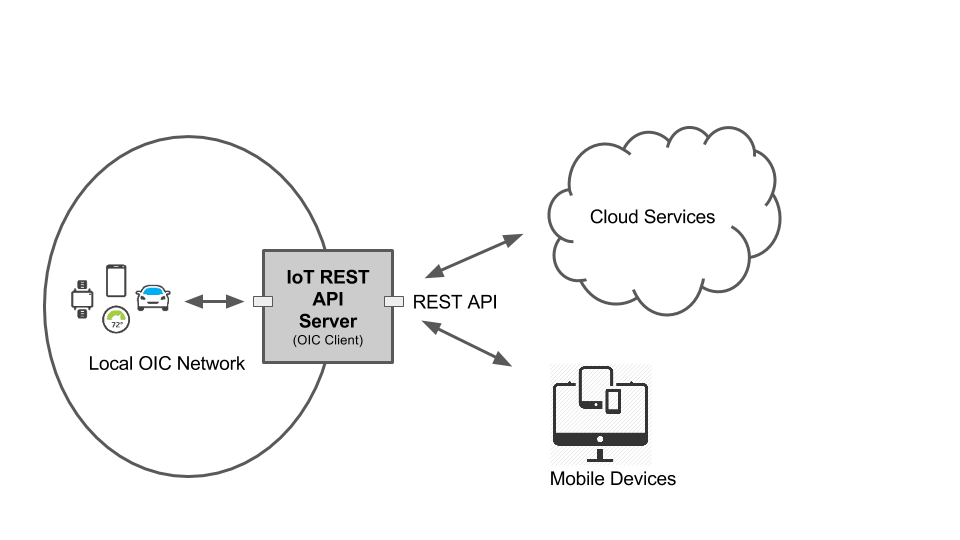 Cloud Services
IoT REST
API
Server
(OIC Client)
REST API
72°
Local OIC Network
Mobile Devices